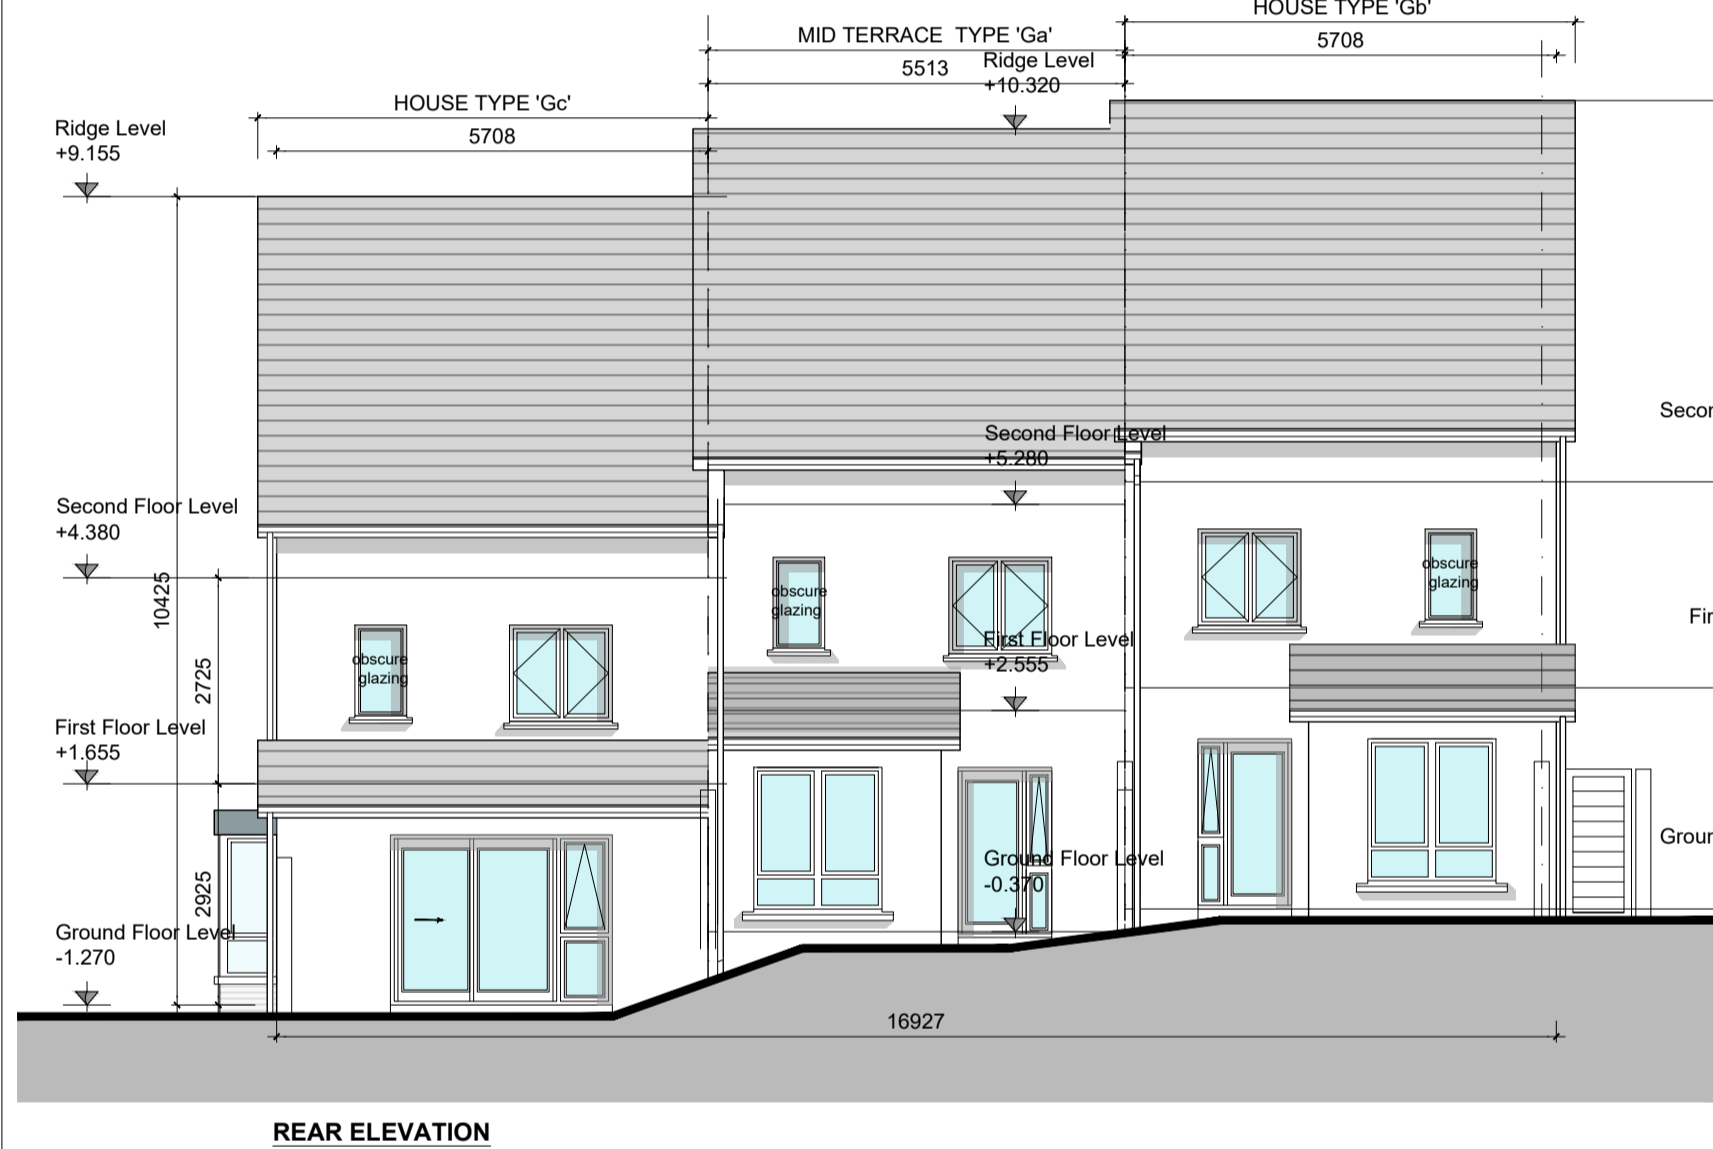 HOUSE TYPE 'Gb'
5708
MID TERRACE TYPE 'Ga'
5513
Ridge Level
+10.320
HOUSE TYPE 'Gc'
5708
Ridge Level
+9.155
Second Floor Level
+4.380
10425
2725
First Floor Level
+1.655
2925
Ground Floor Level
-1.270
obscure
glazing
Second Floor Level
+5.280
obscure
glazing
First Floor Level
+2.555
Ground Floor Level
-0.370
obscure
glazing
Secon
Fir
Groun
16927
REAR ELEVATION